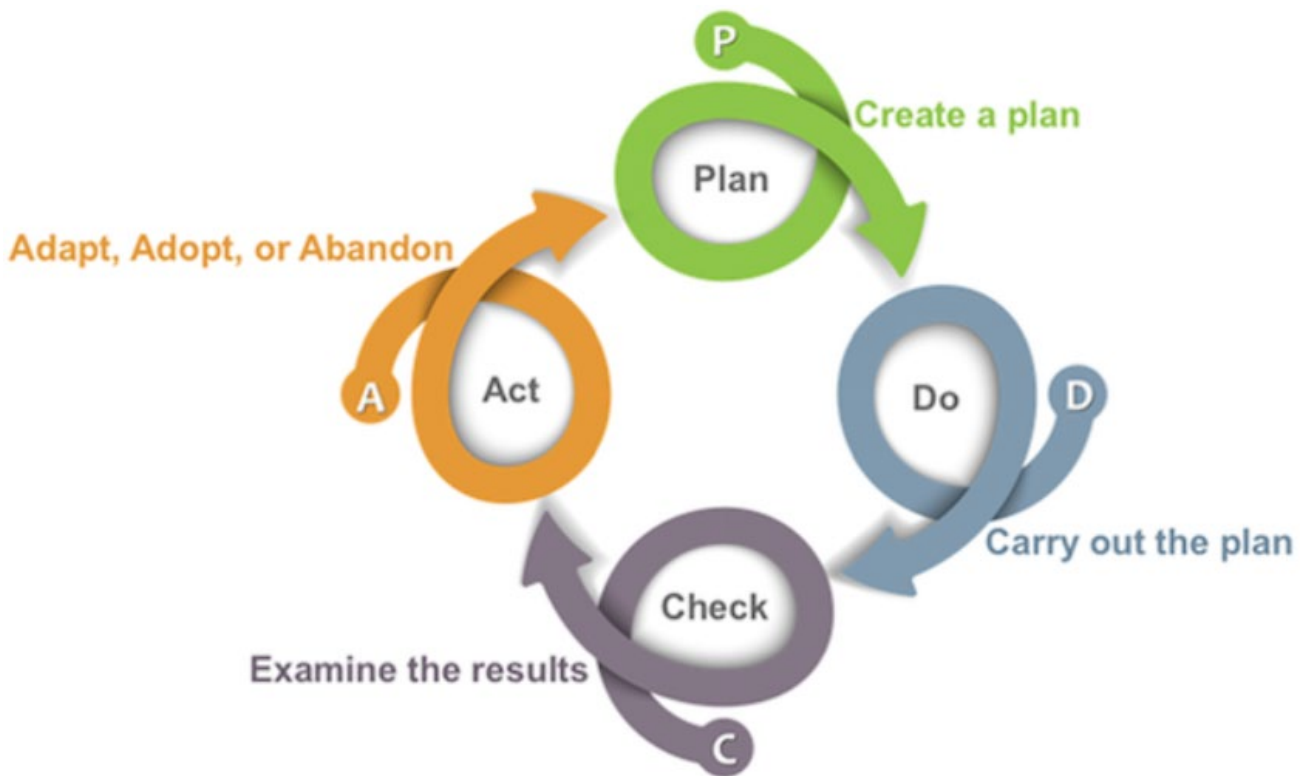 P
Create a plan
Plan
Adapt, Adopt, or Abandon
A
Act
Do
D
Carry out the plan
Check
Examine the results
C